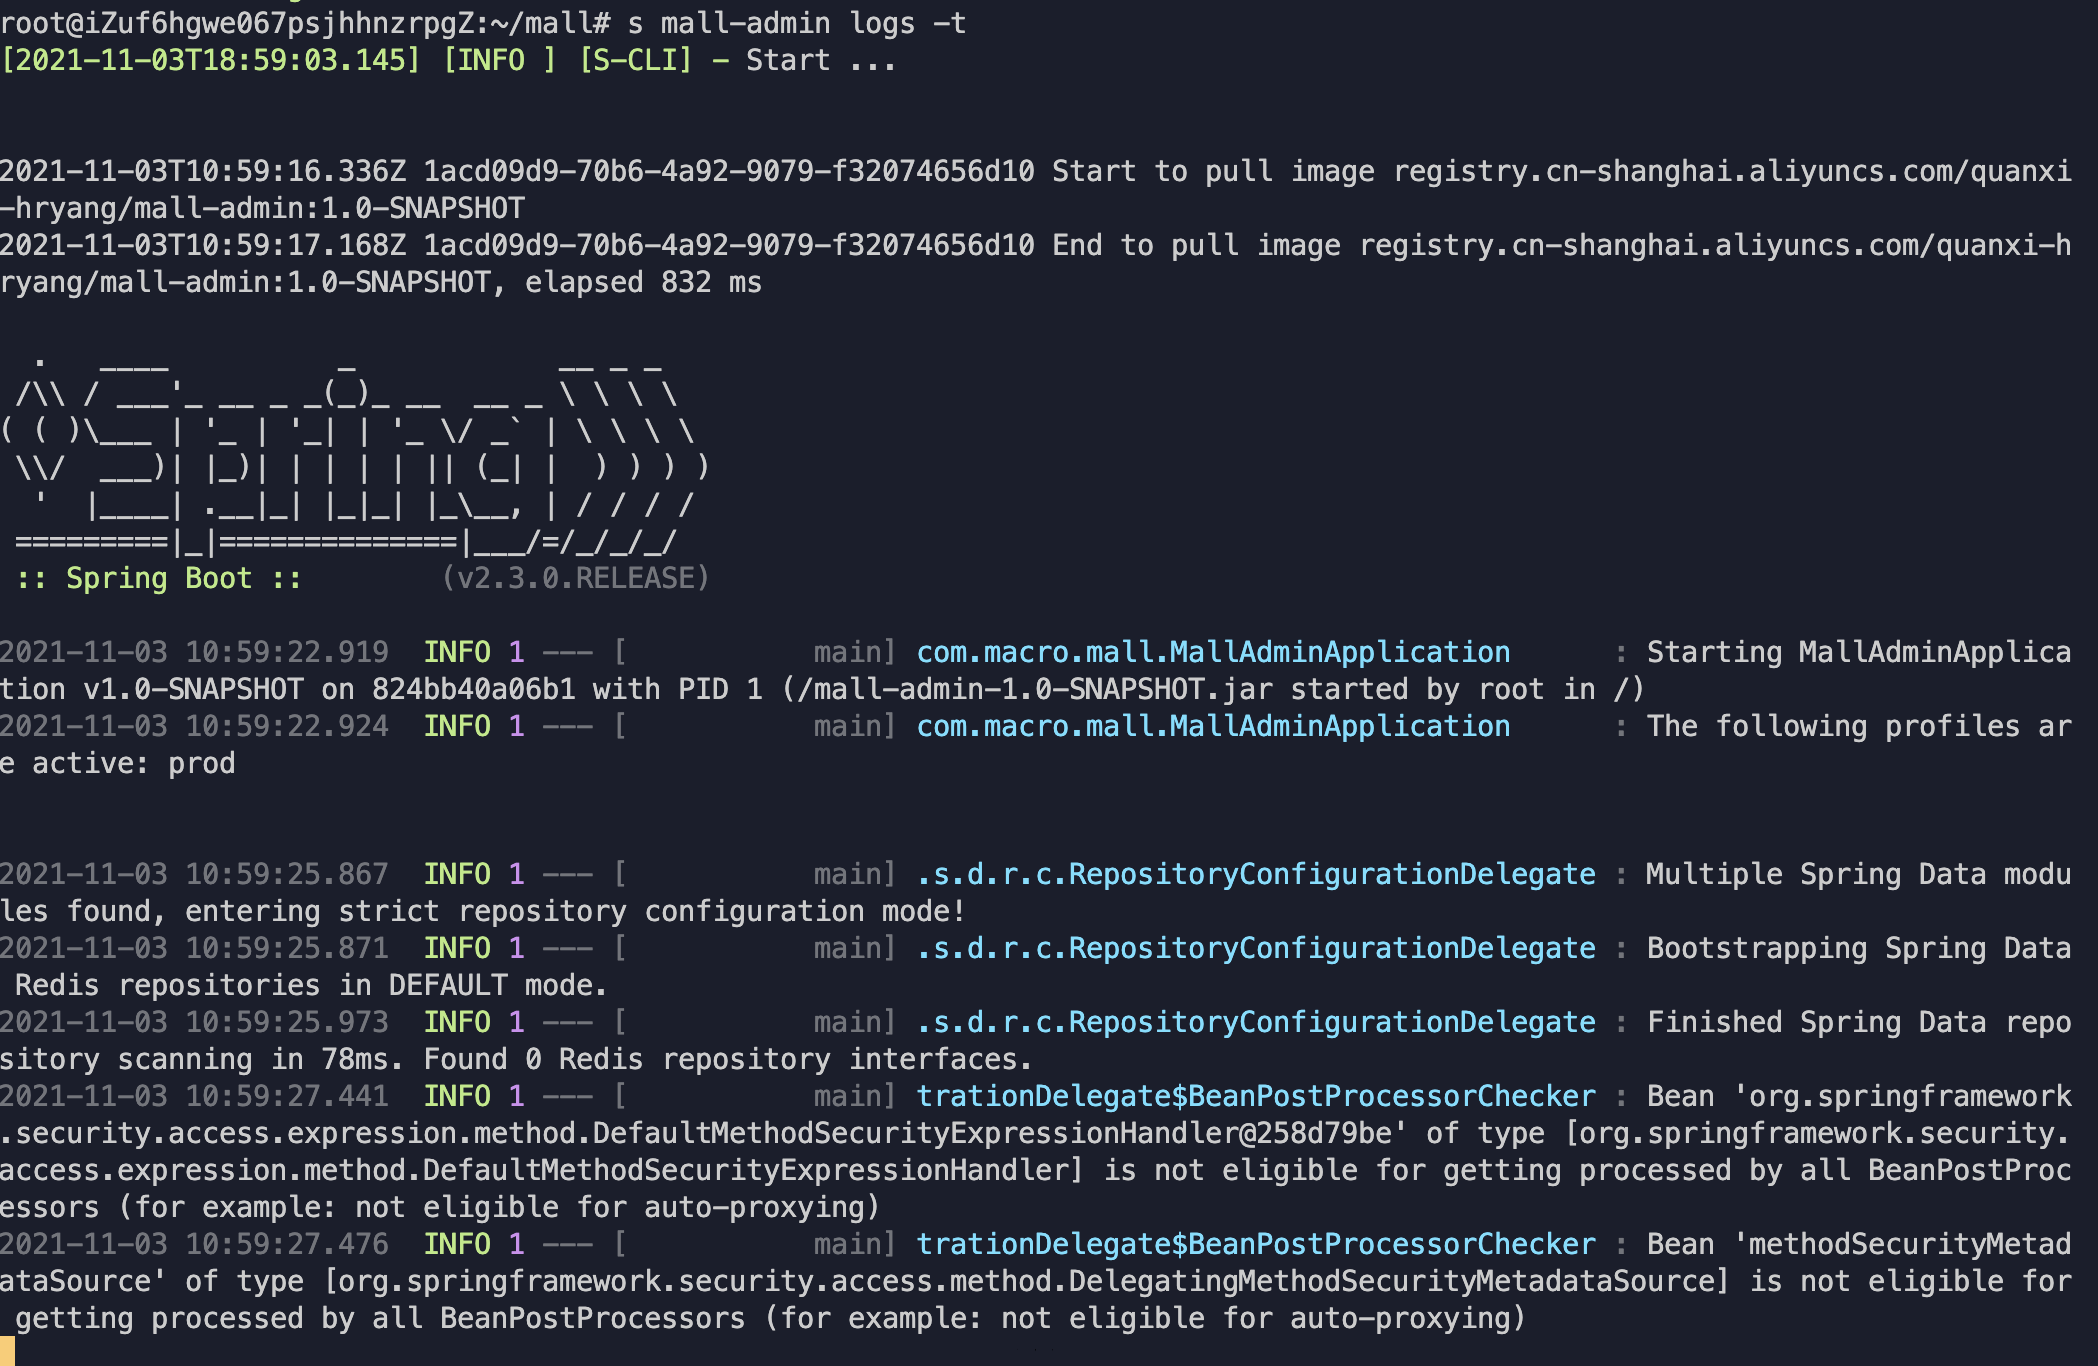 root@iZuf6hgwe067psjhhnzrpgZ:~/mall# s mall-admin logs -t
[2021-11-03T18:59:03.145] [INFO ] [S-CLI] - Start ...
2021-11-03T10:59:16.336Z 1acd09d9-70b6-4a92-9079-f32074656d10 Start to pull image registry.cn-shanghai.aliyuncs.com/quanxi
-hryang/mall-admin:1.0-SNAPSHOT
2021-11-03T10:59:17.168Z 1acd09d9-70b6-4a92-9079-f32074656d10 End to pull image registry.cn-shanghai.aliyuncs.com/quanxi-h
ryang/mall-admin:1.0-SNAPSHOT, elapsed 832 ms
  .   ____          _            __ _ _
 /\\ / ___'_ __ _ _(_)_ __  __ _ \ \ \ \
( ( )\___ | '_ | '_| | '_ \/ _` | \ \ \ \
 \\/  ___)| |_)| | | | | || (_| |  ) ) ) )
  '  |____| .__|_| |_|_| |_\__, | / / / /
 =========|_|==============|___/=/_/_/_/
 :: Spring Boot ::        (v2.3.0.RELEASE)
2021-11-03 10:59:22.919  INFO 1 --- [           main] com.macro.mall.MallAdminApplication      : Starting MallAdminApplica
tion v1.0-SNAPSHOT on 824bb40a06b1 with PID 1 (/mall-admin-1.0-SNAPSHOT.jar started by root in /)
2021-11-03 10:59:22.924  INFO 1 --- [           main] com.macro.mall.MallAdminApplication      : The following profiles ar
e active: prod
2021-11-03 10:59:25.867  INFO 1 --- [           main] .s.d.r.c.RepositoryConfigurationDelegate : Multiple Spring Data modu
les found, entering strict repository configuration mode!
2021-11-03 10:59:25.871  INFO 1 --- [           main] .s.d.r.c.RepositoryConfigurationDelegate : Bootstrapping Spring Data
 Redis repositories in DEFAULT mode.
2021-11-03 10:59:25.973  INFO 1 --- [           main] .s.d.r.c.RepositoryConfigurationDelegate : Finished Spring Data repo
sitory scanning in 78ms. Found 0 Redis repository interfaces.
2021-11-03 10:59:27.441  INFO 1 --- [           main] trationDelegate$BeanPostProcessorChecker : Bean 'org.springframework
.security.access.expression.method.DefaultMethodSecurityExpressionHandler@258d79be' of type [org.springframework.security.
access.expression.method.DefaultMethodSecurityExpressionHandler] is not eligible for getting processed by all BeanPostProc
essors (for example: not eligible for auto-proxying)
2021-11-03 10:59:27.476  INFO 1 --- [           main] trationDelegate$BeanPostProcessorChecker : Bean 'methodSecurityMetad
ataSource' of type [org.springframework.security.access.method.DelegatingMethodSecurityMetadataSource] is not eligible for
 getting processed by all BeanPostProcessors (for example: not eligible for auto-proxying)